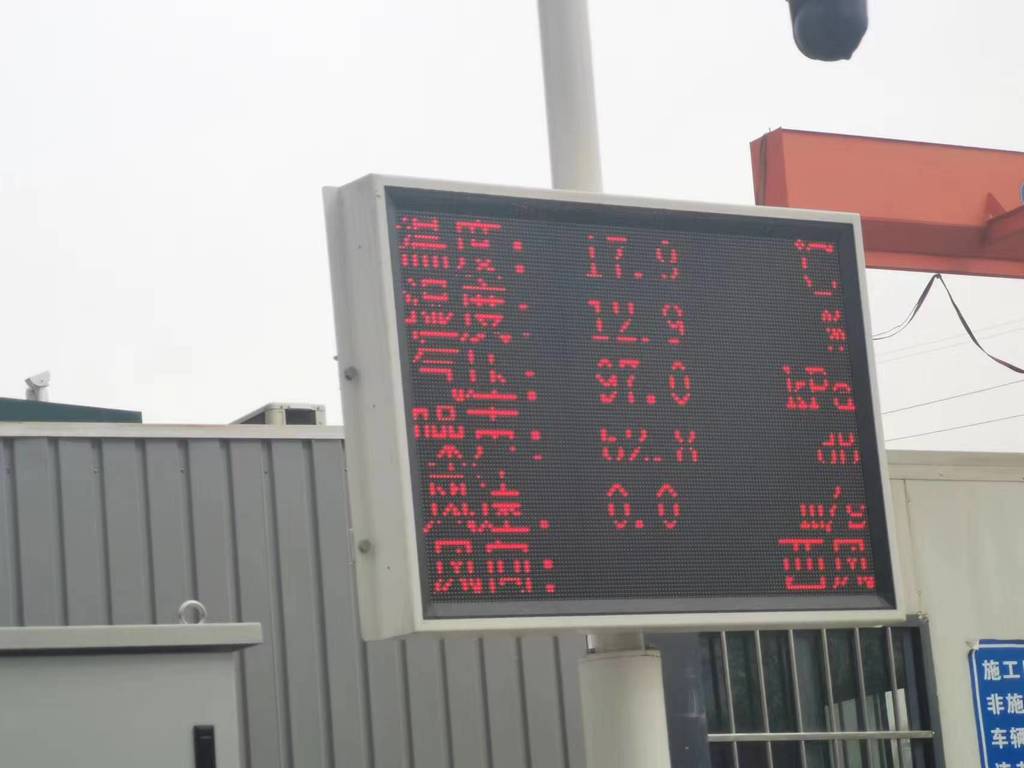 温度： 17.9 ℃
湿度： 12.9 %
气压： 97.0 kPa
噪声： dB
风速： 0.0 m/s
风向： 西风
施工
非施
车辆